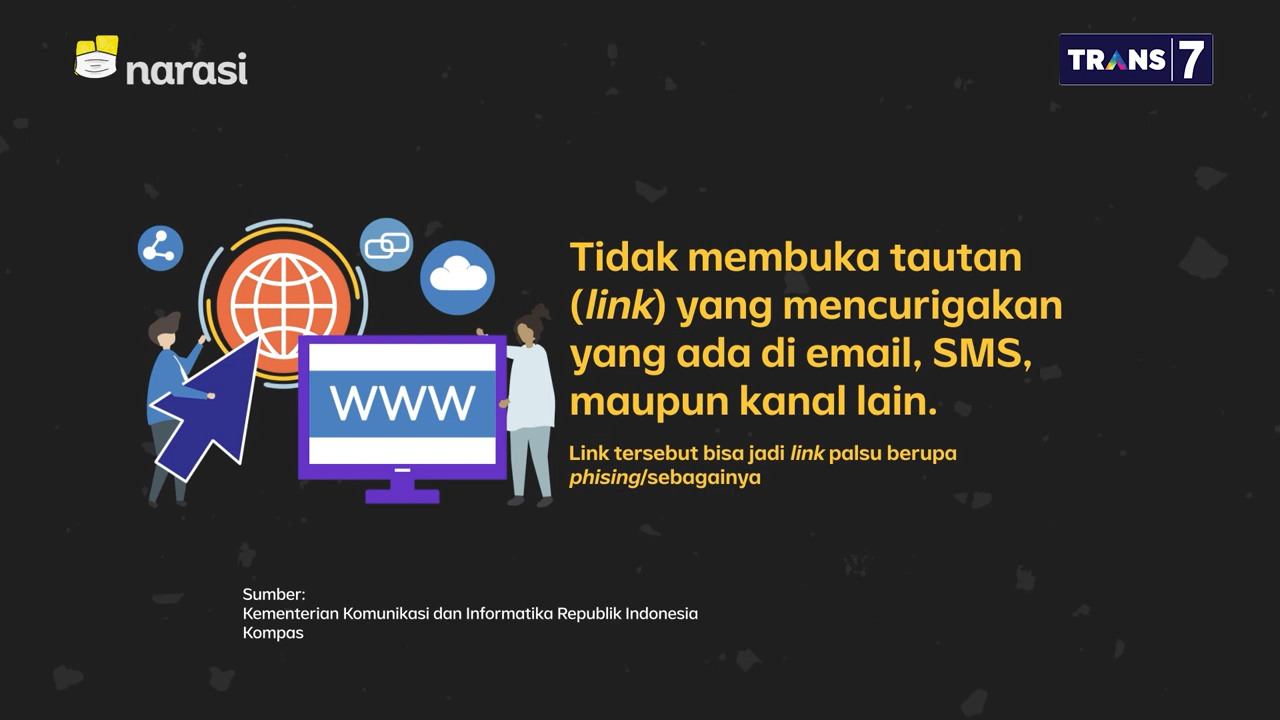 narasi
TRANS 7
Tidak membuka tautan
(link) yang mencurigakan
yang ada di email, SMS,
maupun kanal lain.
Link tersebut bisa jadi link palsu berupa
phising/sebagainya
WWW
Sumber:
Kementerian Komunikasi dan Informatika Republik Indonesia
Kompas